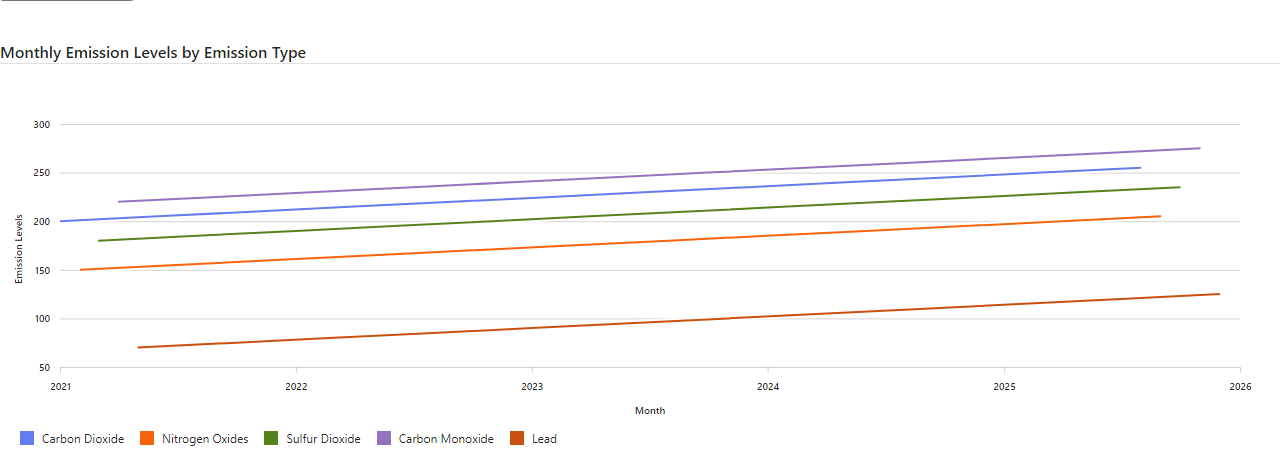 Monthly Emission Levels by Emission Type
300
250
200
150
100
50
Emission Levels
2021 2022 2023 2024 2025 2026
Month
Carbon Dioxide Nitrogen Oxides Sulfur Dioxide Carbon Monoxide Lead